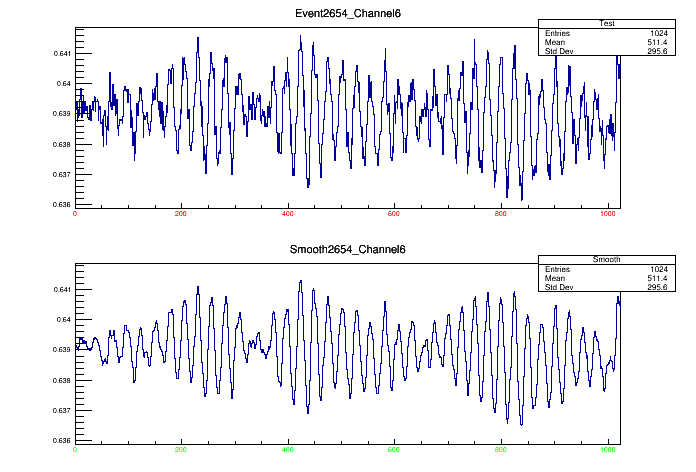 Event2654_Channel6
Test
Entries 1024
Mean 511.4
Std Dev 295.6
0.641
0.64
0.639
0.638
0.637
0.636
0 200 400 600 800 1000
Smooth2654_Channel6
Smooth
Entries 1024
Mean 511.4
Std Dev 295.6
0.641
0.64
0.639
0.638
0.637
0.636
0 200 400 600 800 1000